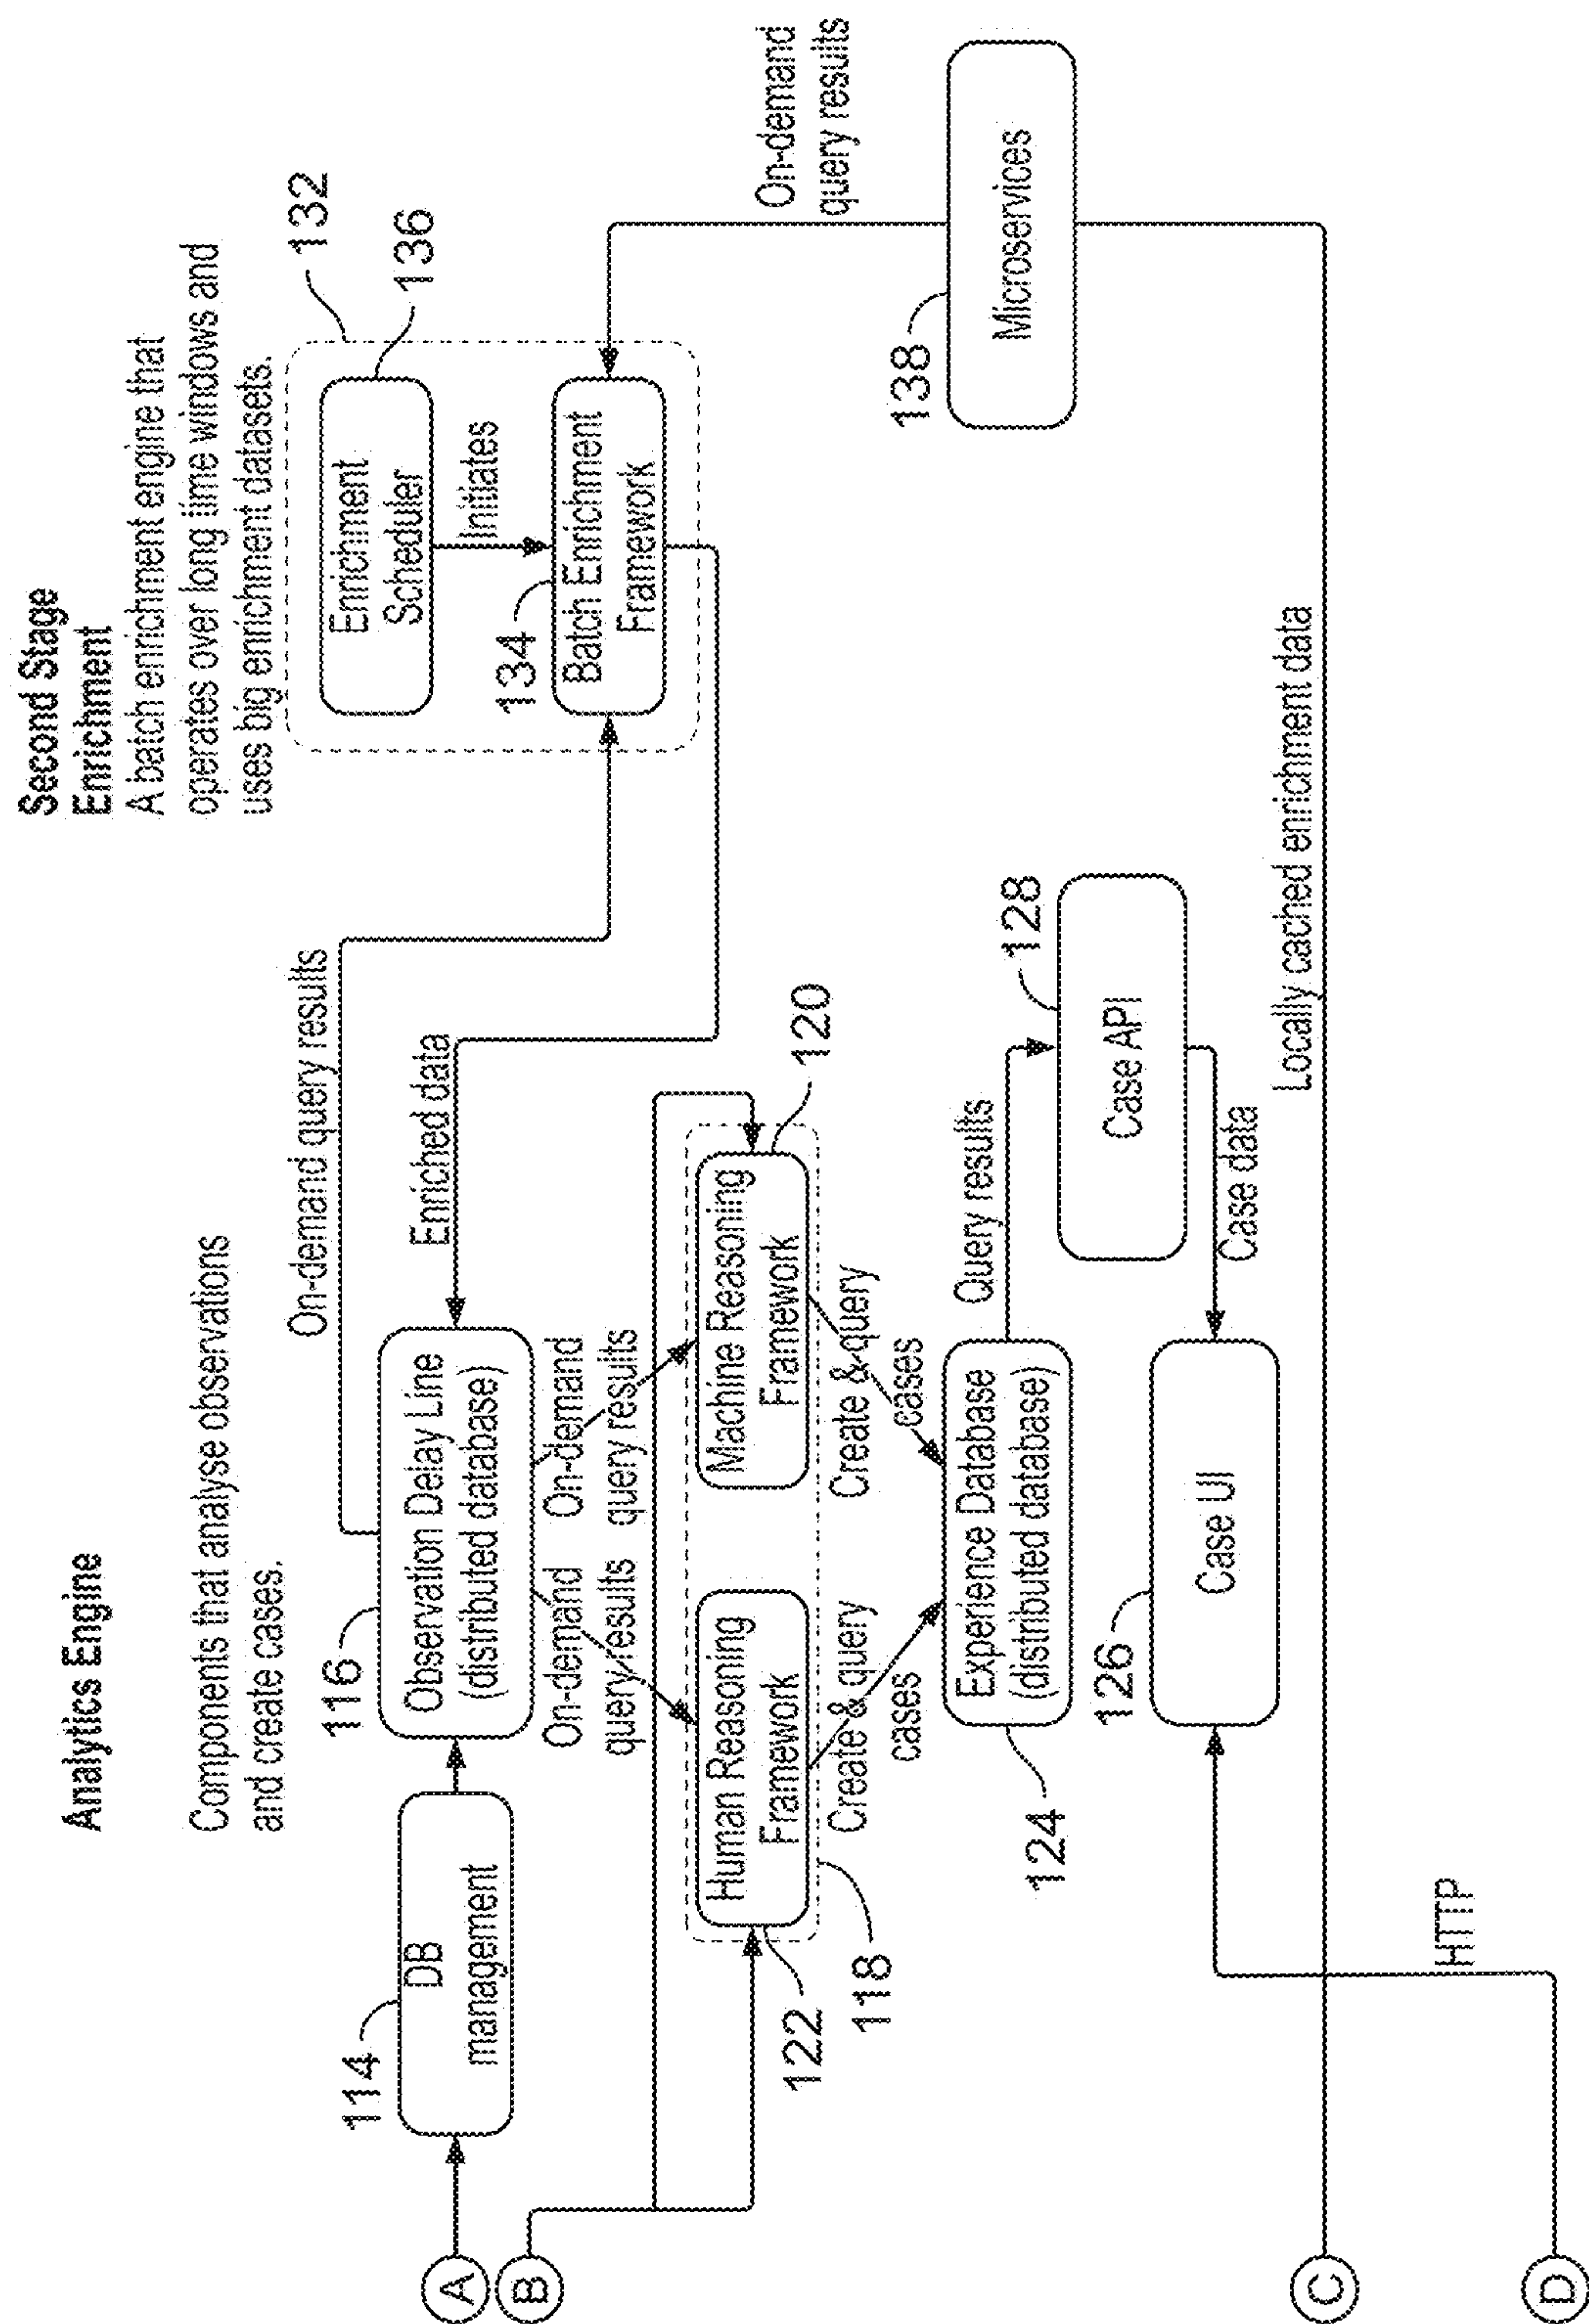 Analytics Engine
Components that analyse observations
and create cases.
Second Stage
Enrichment
A batch enrichment engine that
operates over long time windows and
uses big enrichment datasets.
132
136
Enrichment
Scheduler
Initiates
134
Batch Enrichment
Framework
On-demand
query results
138
Microservices
On-demand query results
Enriched data
A
114
DB
management
116
Observation Delay Line
(distributed database)
On-demand
query results
On-demand
query results
B
122
118
Human Reasoning
Framework
Machine Reasoning
Framework
120
Create & query
cases
Create & query
cases
124
Experience Database
(distributed database)
Query results
128
Case API
Case data
126
Case UI
Locally cached enrichment data
C
HTTP
D